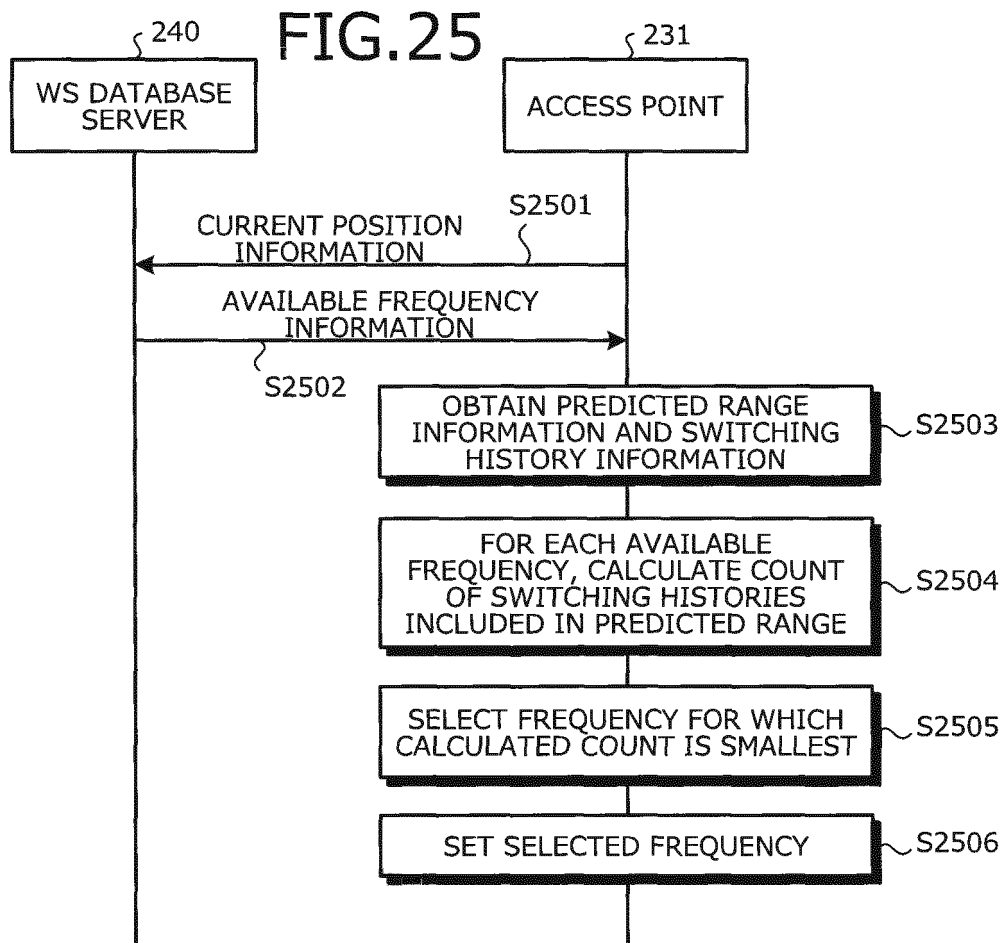 FIG.25
240
231
WS DATABASE
SERVER
ACCESS POINT
S2501
CURRENT POSITION
INFORMATION
AVAILABLE FREQUENCY
INFORMATION
S2502
OBTAIN PREDICTED RANGE
INFORMATION AND SWITCHING
HISTORY INFORMATION
S2503
FOR EACH AVAILABLE
FREQUENCY, CALCULATE COUNT
OF SWITCHING HISTORIES
INCLUDED IN PREDICTED RANGE
S2504
SELECT FREQUENCY FOR WHICH
CALCULATED COUNT IS SMALLEST
S2505
SET SELECTED FREQUENCY
S2506